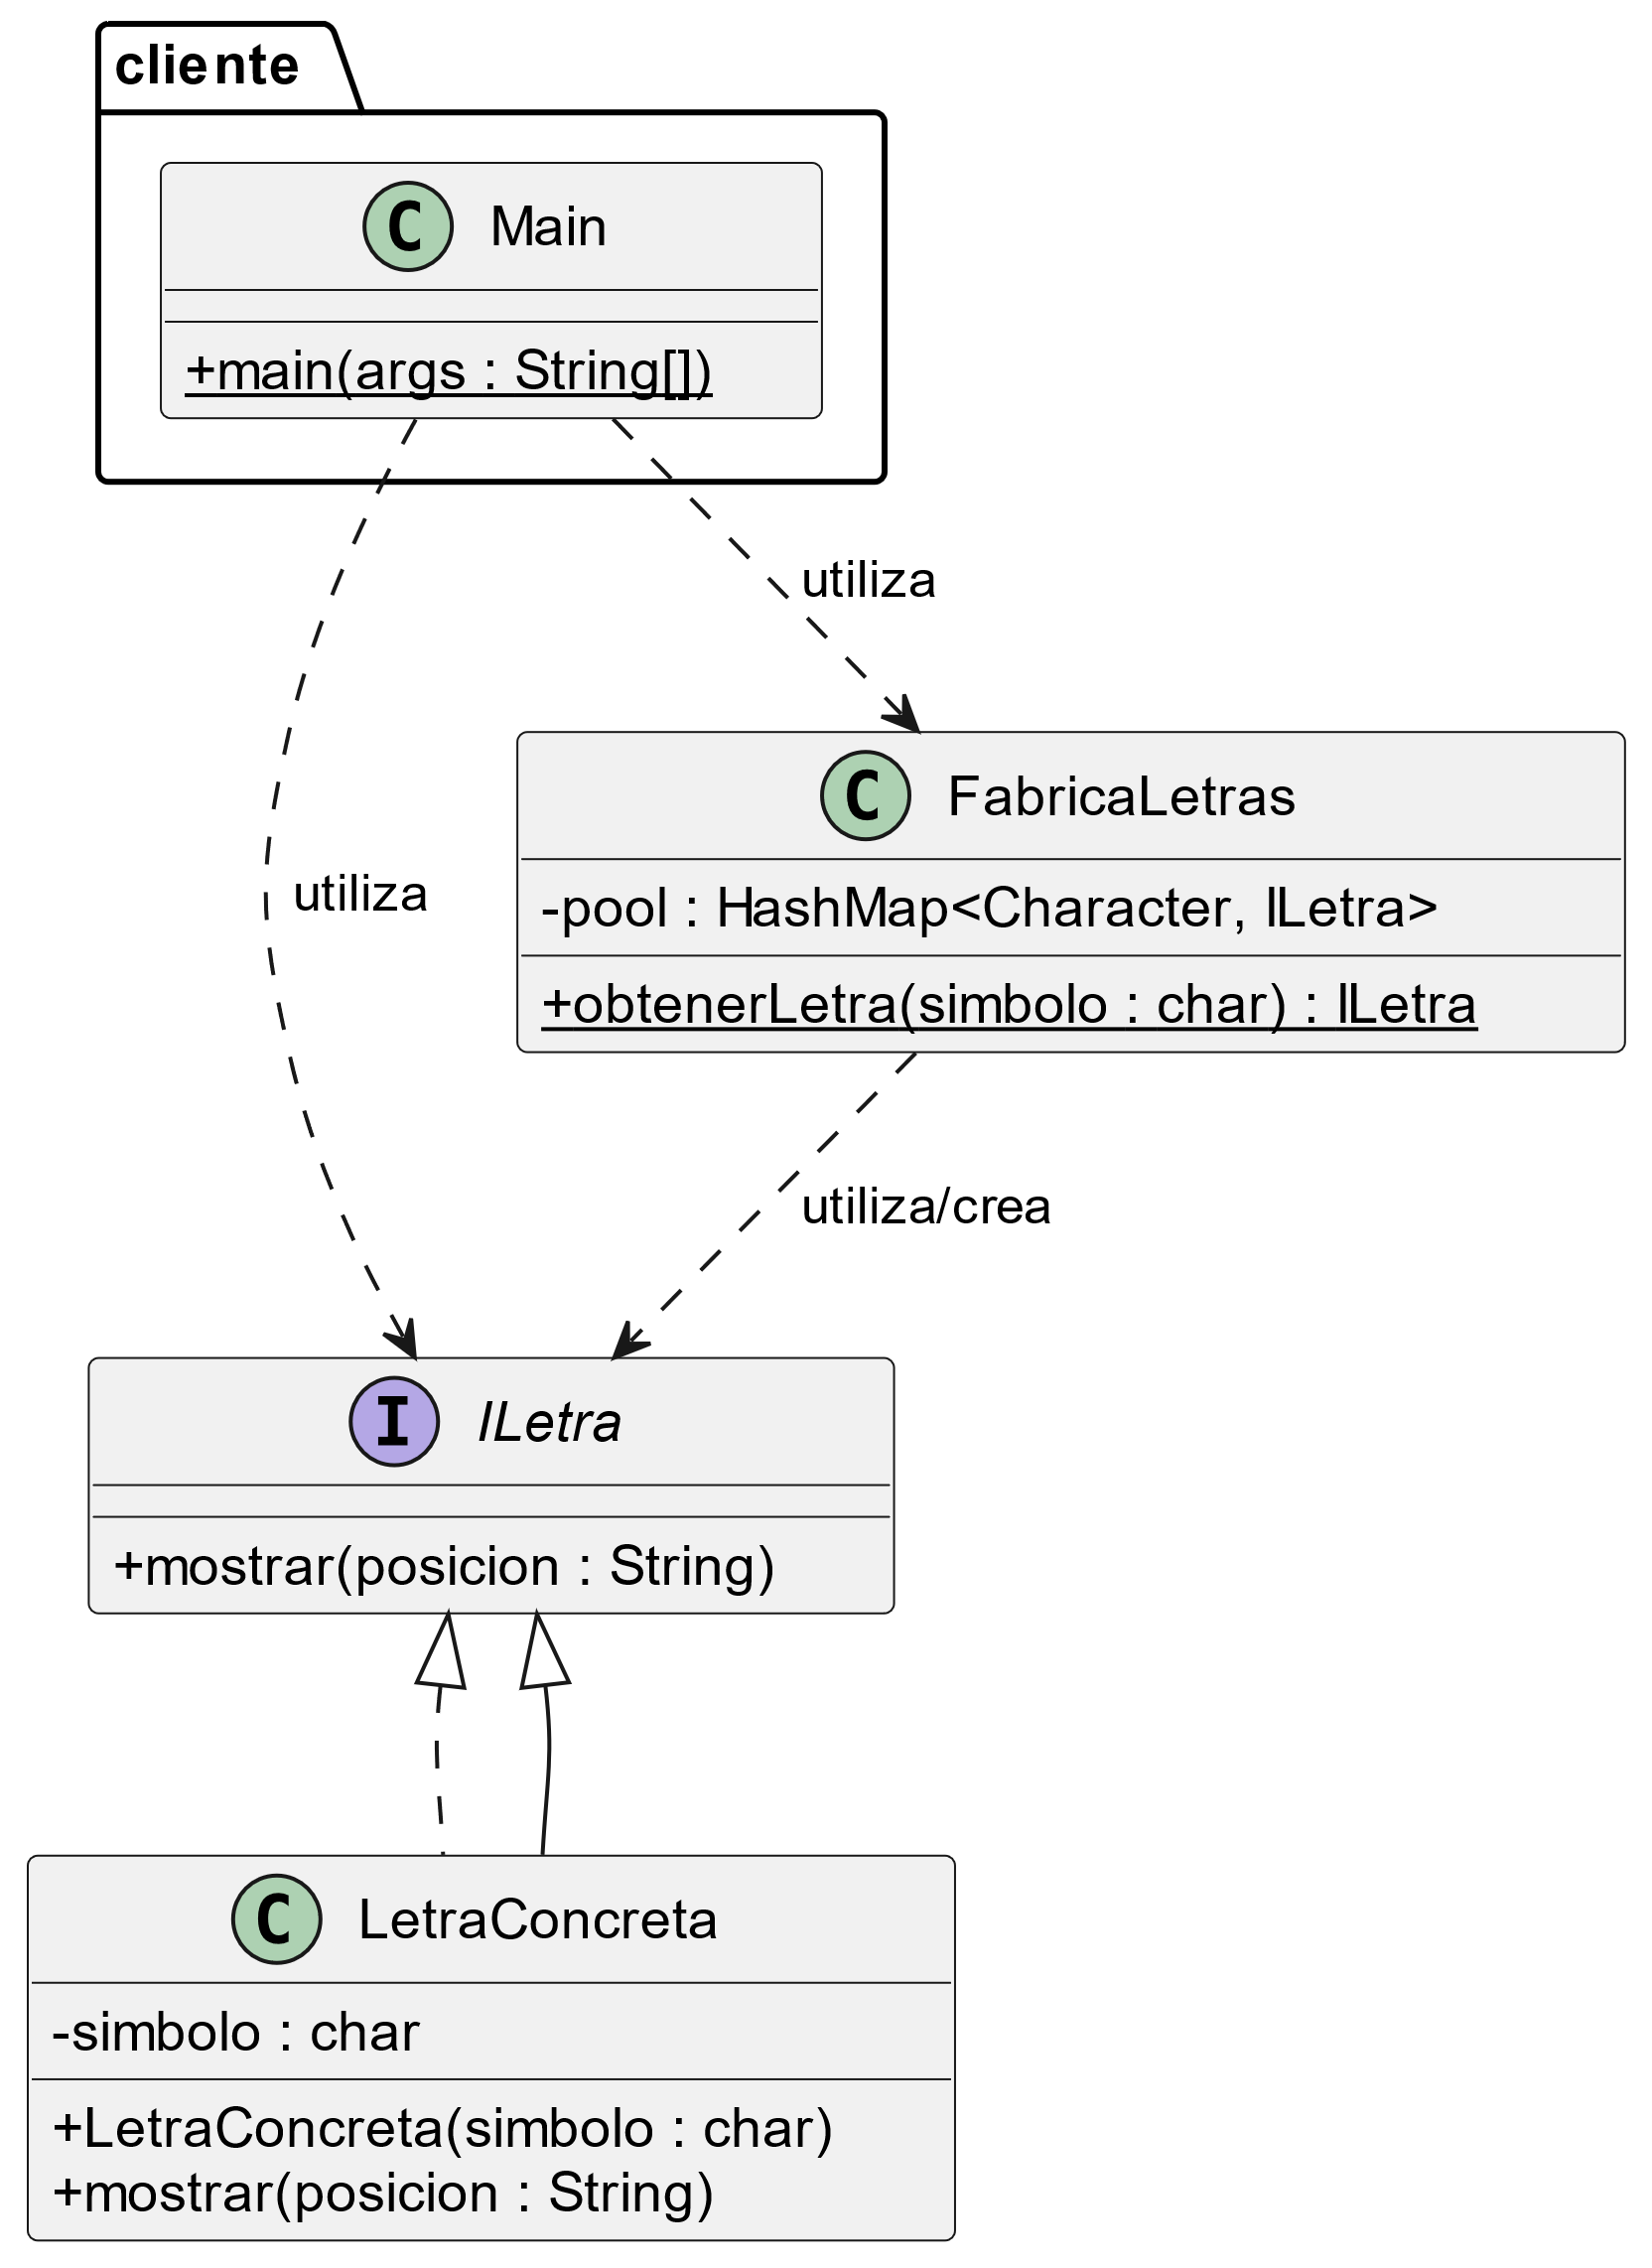 cliente
C Main
+main(args : String[])
utiliza
C FabricaLetras
-pool : HashMap<Character, ILetra>
+obtenerLetra(simbolo : char) : ILetra
utiliza
utiliza/crea
I ILetra
+mostrar(posicion : String)
C LetraConcreta
-simbolo : char
+LetraConcreta(simbolo : char)
+mostrar(posicion : String)